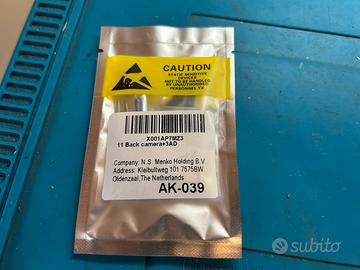 CAUTION
STATIC SENSITIVE
DEVICES
NOT TO BE HANDLED
BY UNAUTHORISED
PERSONNEL YX
X001AP7MZ3
11 Back camera+3AD
Company: N.S. Menko Holding B.V
Address: Kleibultweg 101 7575BW
Oldenzaal,The Netherlands
AK-039
subito